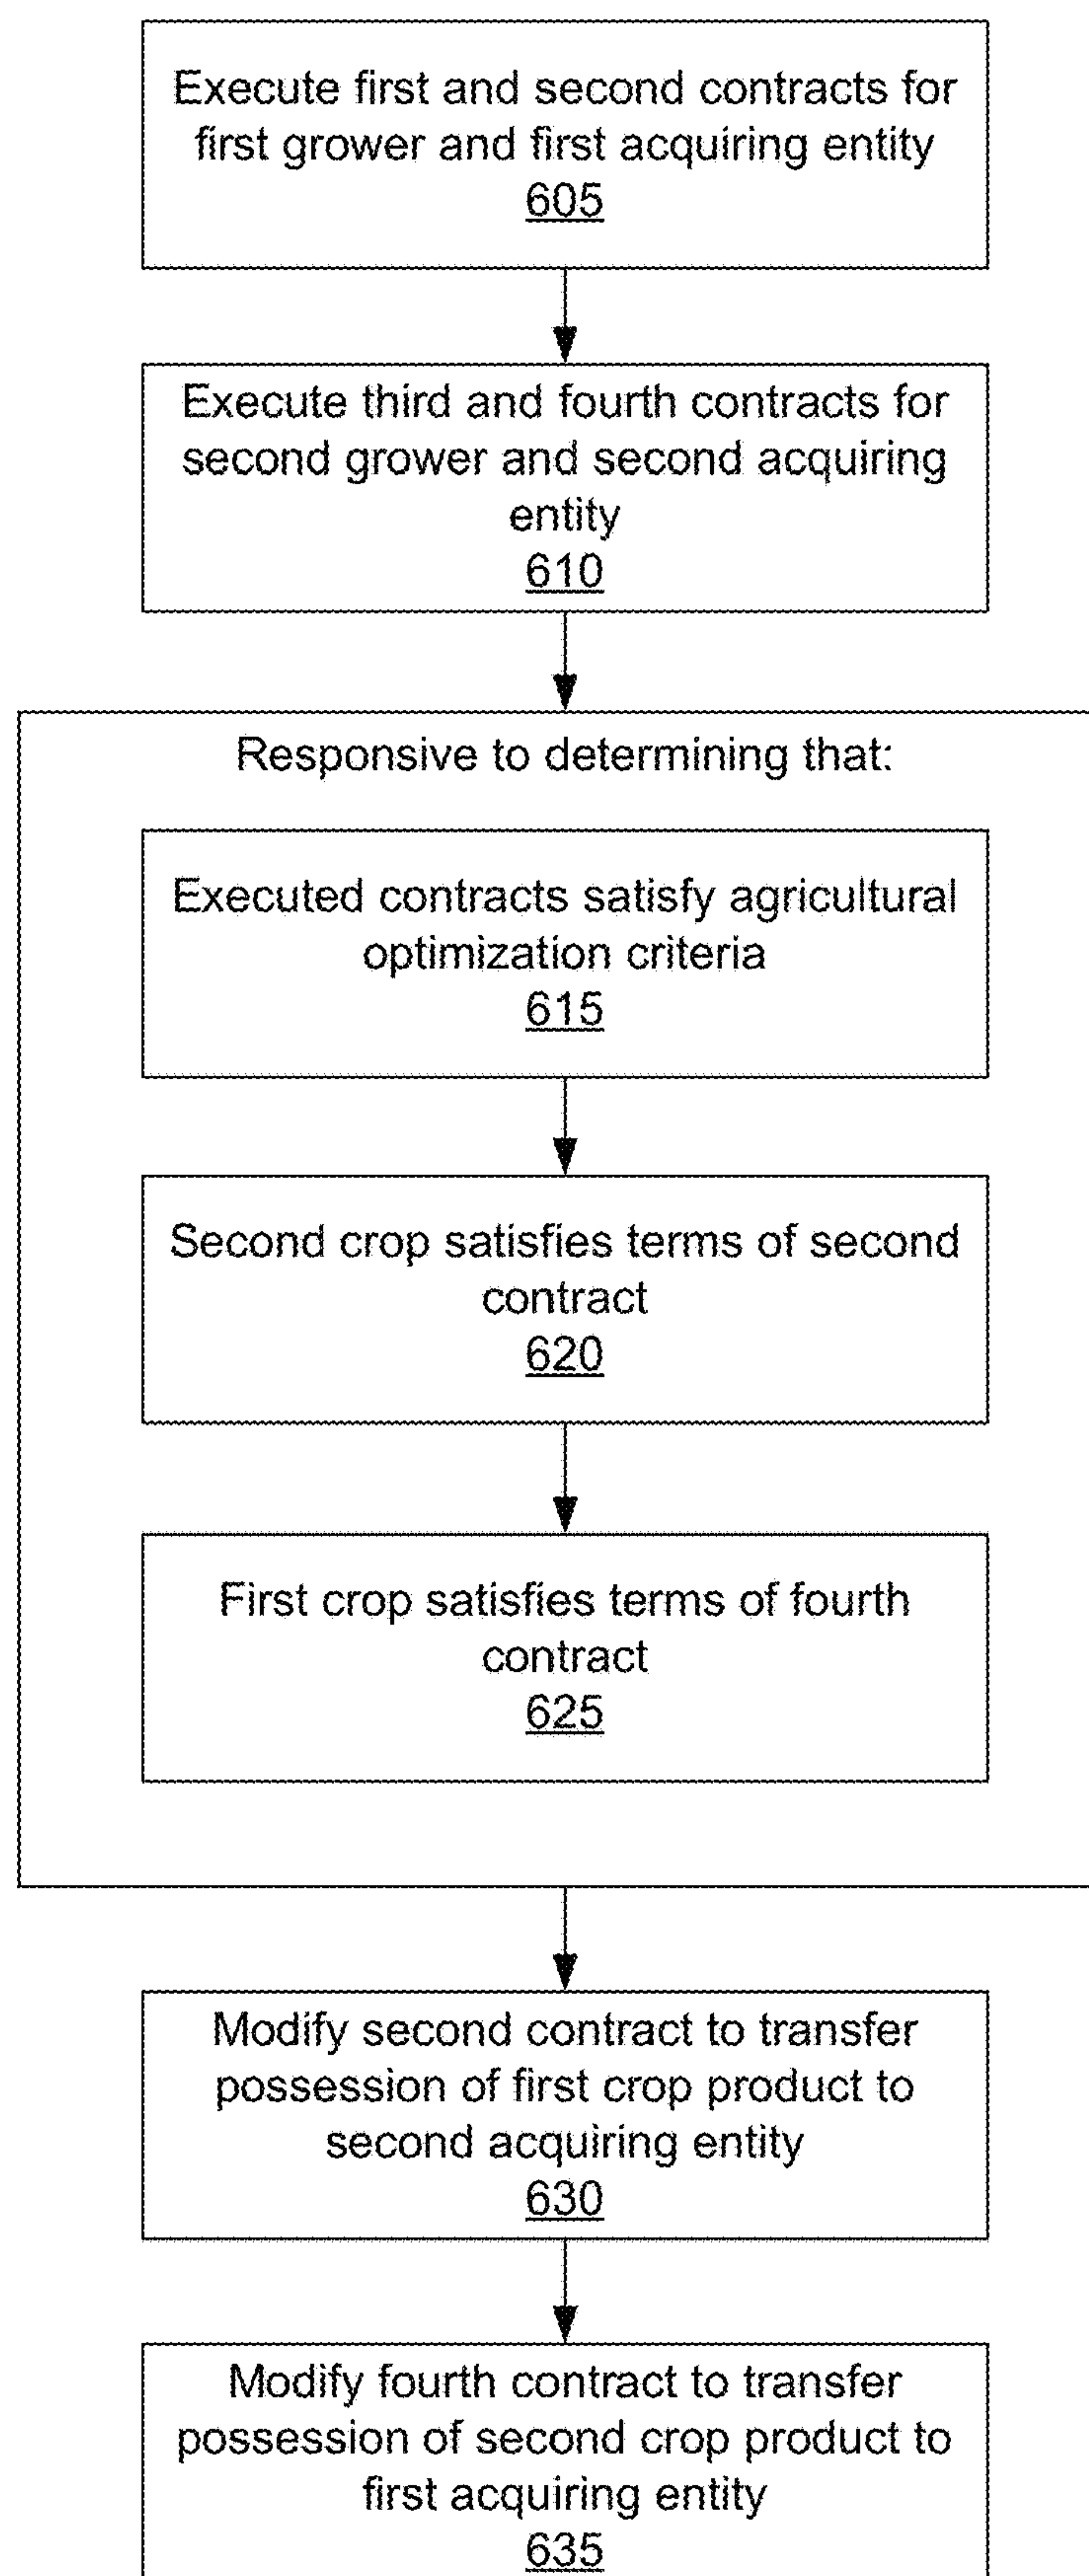 Execute first and second contracts for
first grower and first acquiring entity
605
Execute third and fourth contracts for
second grower and second acquiring
entity
610
Responsive to determining that:
Executed contracts satisfy agricultural
optimization criteria
615
Second crop satisfies terms of second
contract
620
First crop satisfies terms of fourth
contract
625
Modify second contract to transfer
possession of first crop product to
second acquiring entity
630
Modify fourth contract to transfer
possession of second crop product to
first acquiring entity
635